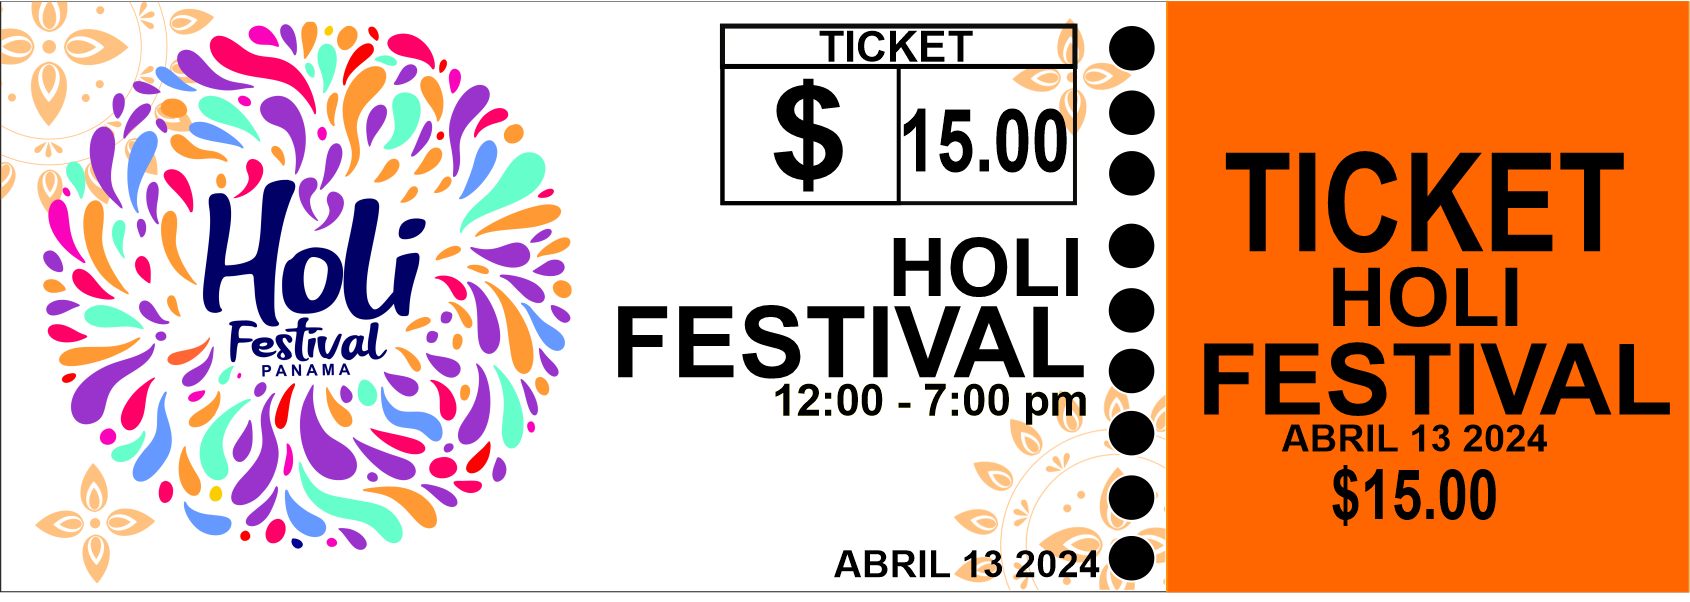 Holi
Festival
PANAMA
TICKET
$ 15.00
HOLI
FESTIVAL
12:00 - 7:00 pm
ABRIL 13 2024
TICKET
HOLI
FESTIVAL
ABRIL 13 2024
$15.00